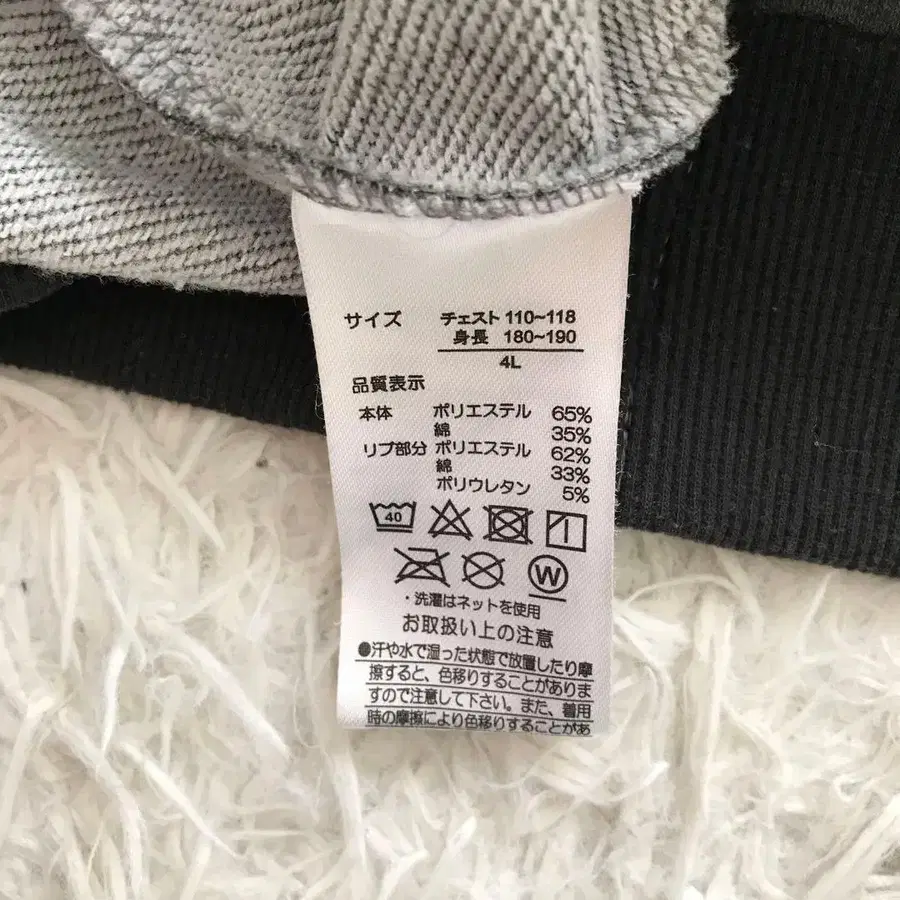 サイズ チェスト 110~118
身長 180~190
4L
品質表示
本体 ポリエステル 65%
綿 35%
リブ部分 ポリエステル 62%
綿 33%
ポリウレタン 5%
40
W
・洗濯はネットを使用
お取扱い上の注意
●汗や水で湿った状態で放置したり摩
擦すると、色移りすることがありま
すので注意して下さい。また、着用
時の摩擦により色移りすることがあ